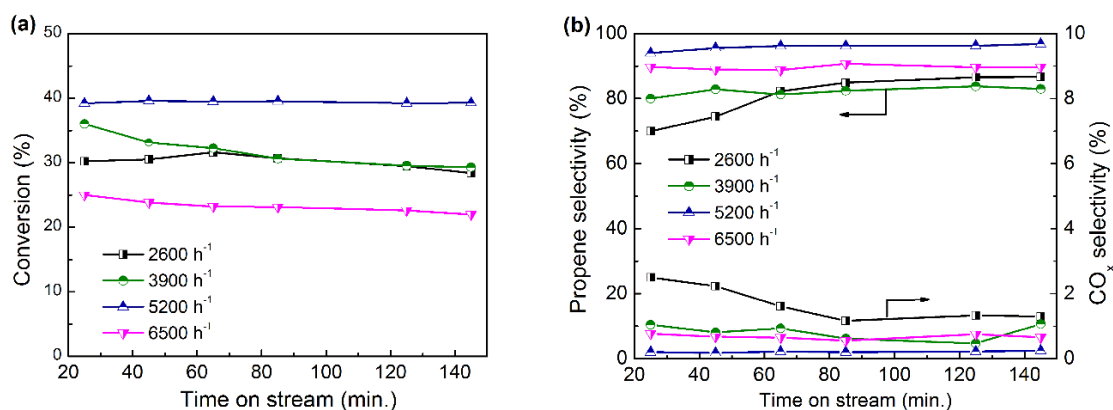 (a)
50
40
30
20
10
0
Conversion (%)
2600 h⁻¹
3900 h⁻¹
5200 h⁻¹
6500 h⁻¹
20 40 60 80 100 120 140
Time on stream (min.)
(b)
100
80
60
40
20
0
Propene selectivity (%)
2600 h⁻¹
3900 h⁻¹
5200 h⁻¹
6500 h⁻¹
10
8
6
4
2
0
COₓ selectivity (%)
20 40 60 80 100 120 140
Time on stream (min.)